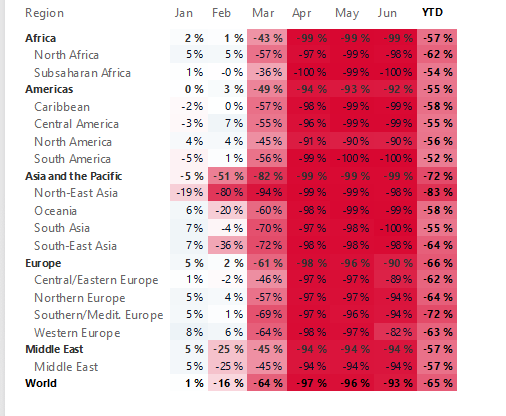 Region Jan Feb Mar Apr May Jun YTD
Africa 2 % 1 % -43 % -99 % -99 % -99 % -57 %
North Africa 5% 5% -57% -97% -99% -98% -62 %
Subsaharan Africa 1% -0% -36% -100% -99% -100% -54 %
Americas 0 % 3 % -49 % -94 % -93 % -92 % -55 %
Caribbean -2% 0% -57% -98% -99% -99% -58 %
Central America -3% 7% -55% -96% -99% -99% -55 %
North America 4% 4% -45% -91% -90% -90% -56 %
South America -5% 1% -56% -99% -100% -100% -52 %
Asia and the Pacific -5 % -51 % -82 % -99 % -99 % -99 % -72 %
North-East Asia -19% -80% -94% -99% -99% -98% -83 %
Oceania 6% -20% -60% -98% -99% -99% -58 %
South Asia 7% -4% -70% -97% -98% -100% -55 %
South-East Asia 7% -36% -72% -98% -98% -98% -64 %
Europe 5 % 2 % -61 % -98 % -96 % -90 % -66 %
Central/Eastern Europe 1% -2% -46% -97% -97% -89% -62 %
Northern Europe 5% 4% -57% -97% -97% -94% -64 %
Southern/Medit. Europe 5% 1% -69% -97% -96% -94% -72 %
Western Europe 8% 6% -64% -98% -97% -82% -63 %
Middle East 5 % -25 % -45 % -94 % -94 % -94 % -57 %
Middle East 5% -25% -45% -94% -94% -94% -57 %
World 1 % -16 % -64 % -97 % -96 % -93 % -65 %